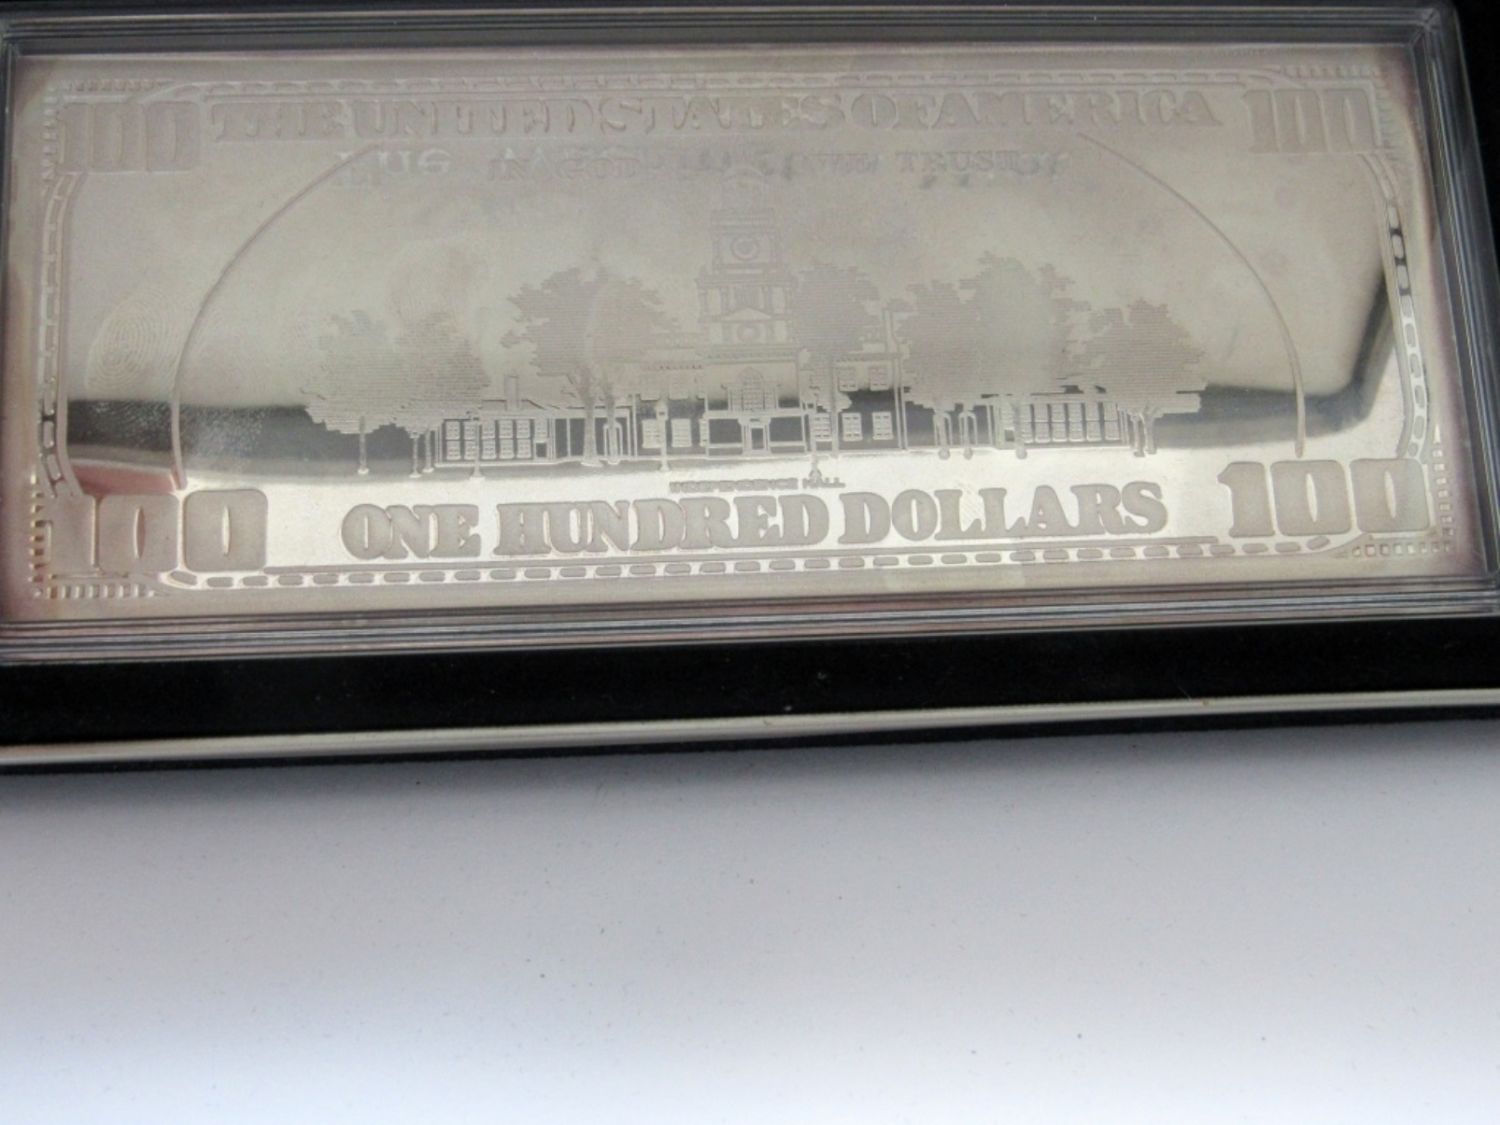 100 THE UNITED STATES OF AMERICA 100
IN GOD WE TRUST
INDEPENDENCE HALL
100 ONE HUNDRED DOLLARS 100